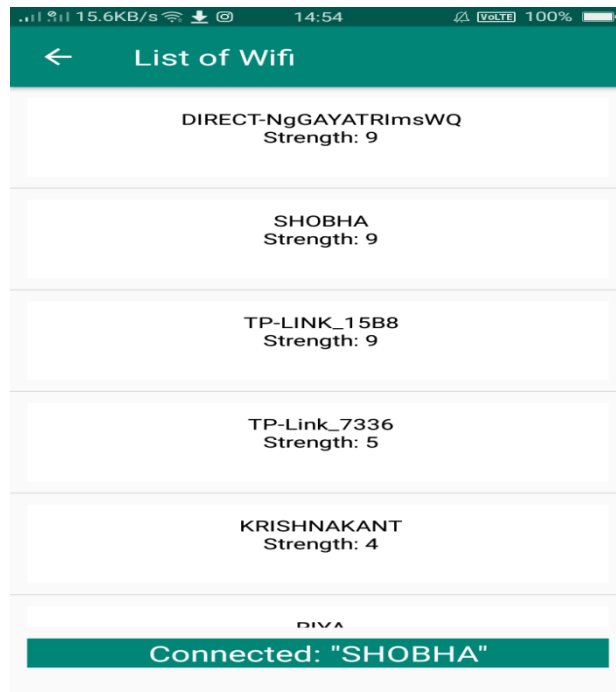 15.6KB/s 14:54 VoLTE 100%
List of Wifi
DIRECT-NgGAYATRImsWQ
Strength: 9
SHOBHA
Strength: 9
TP-LINK_15B8
Strength: 9
TP-Link_7336
Strength: 5
KRISHNAKANT
Strength: 4
Connected: "SHOBHA"